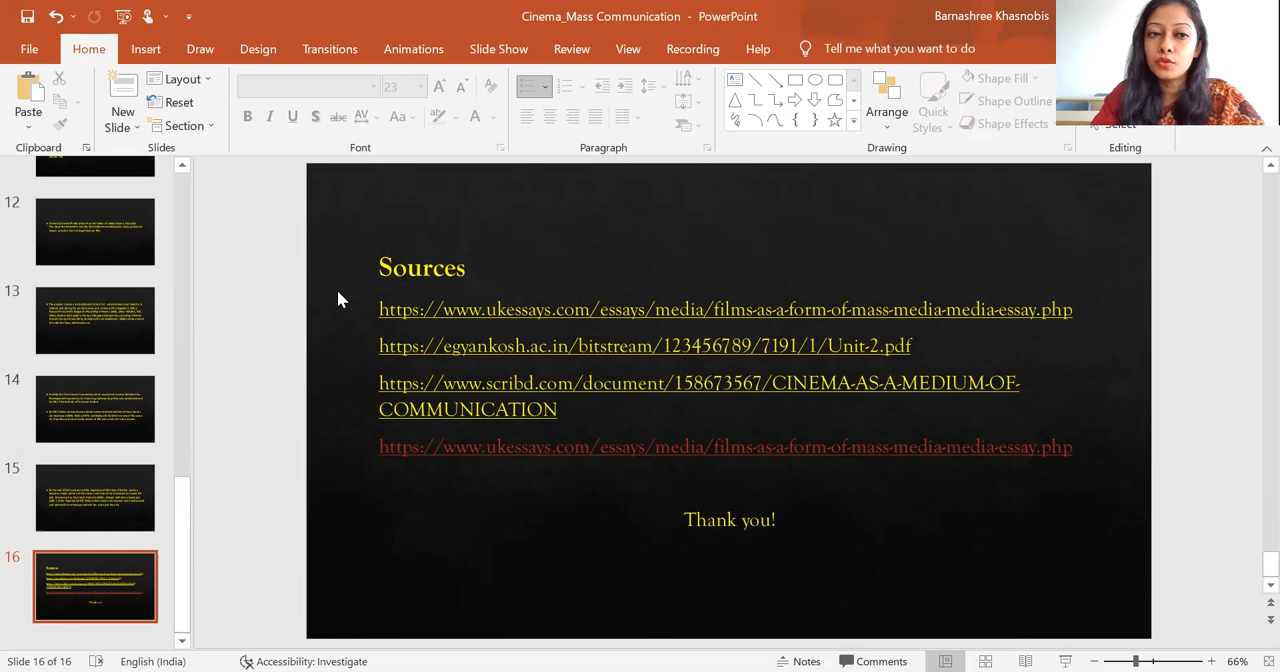 Cinema_Mass Communication - PowerPoint
Barnashree Khasnobis
File Home Insert Draw Design Transitions Animations Slide Show Review View Recording Help Tell me what you want to do
Paste
Clipboard
New
Slide
Layout
Reset
Section
Slides
23
B I U S abc AV Aa A
Font
Paragraph
Arrange
Quick
Styles
Shape Fill
Shape Outline
Shape Effects
Drawing
Select
Editing
12
13
14
15
16
Sources
https://www.ukessays.com/essays/media/films-as-a-form-of-mass-media-media-essay.php
https://egyankosh.ac.in/bitstream/123456789/7191/1/Unit-2.pdf
https://www.scribd.com/document/158673567/CINEMA-AS-A-MEDIUM-OF-
COMMUNICATION
https://www.ukessays.com/essays/media/films-as-a-form-of-mass-media-media-essay.php
Thank you!
Slide 16 of 16 English (India) Accessibility: Investigate Notes Comments 66%